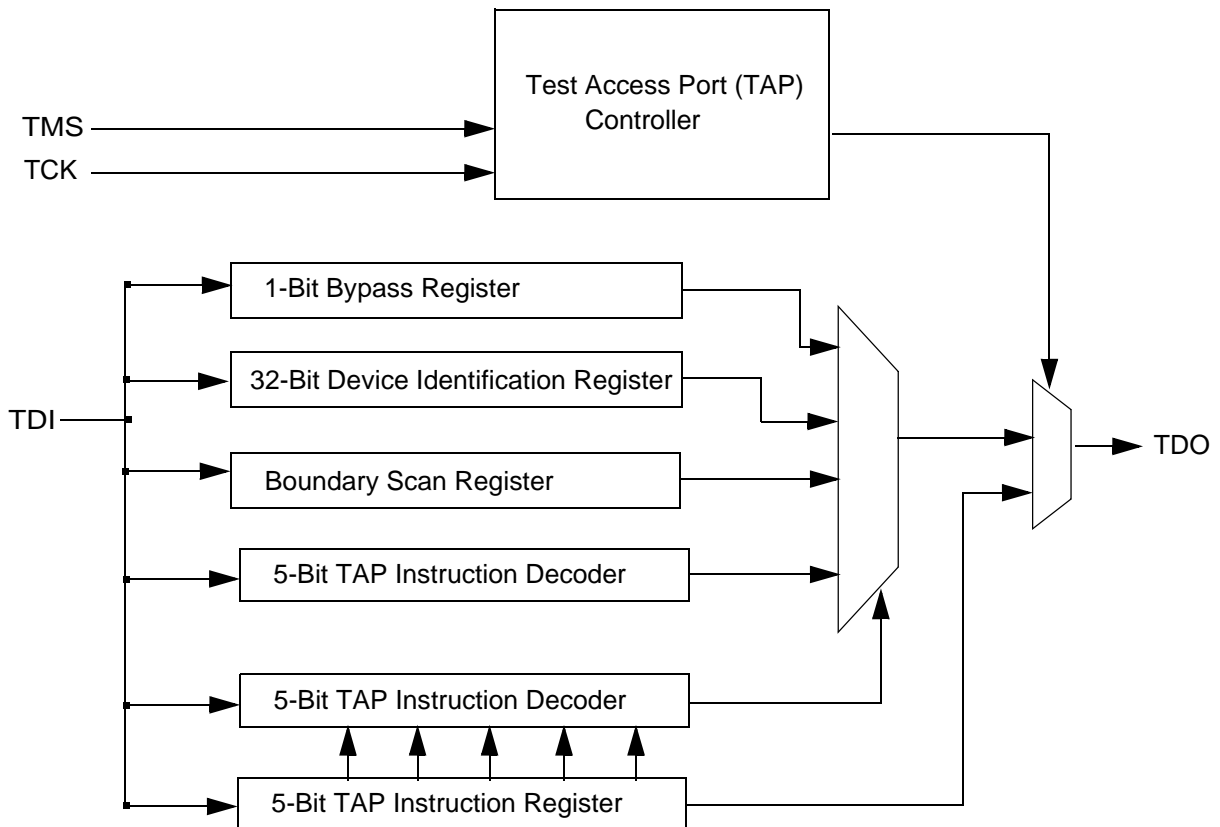 Test Access Port (TAP)
Controller
TMS
TCK
1-Bit Bypass Register
32-Bit Device Identification Register
TDI
Boundary Scan Register
TDO
5-Bit TAP Instruction Decoder
5-Bit TAP Instruction Decoder
5-Bit TAP Instruction Register